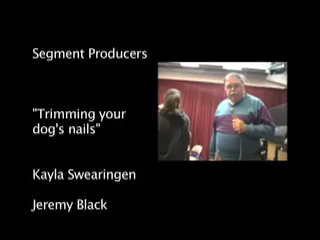 Segment Producers
"Trimming your
dog's nails"
Kayla Swearingen
Jeremy Black